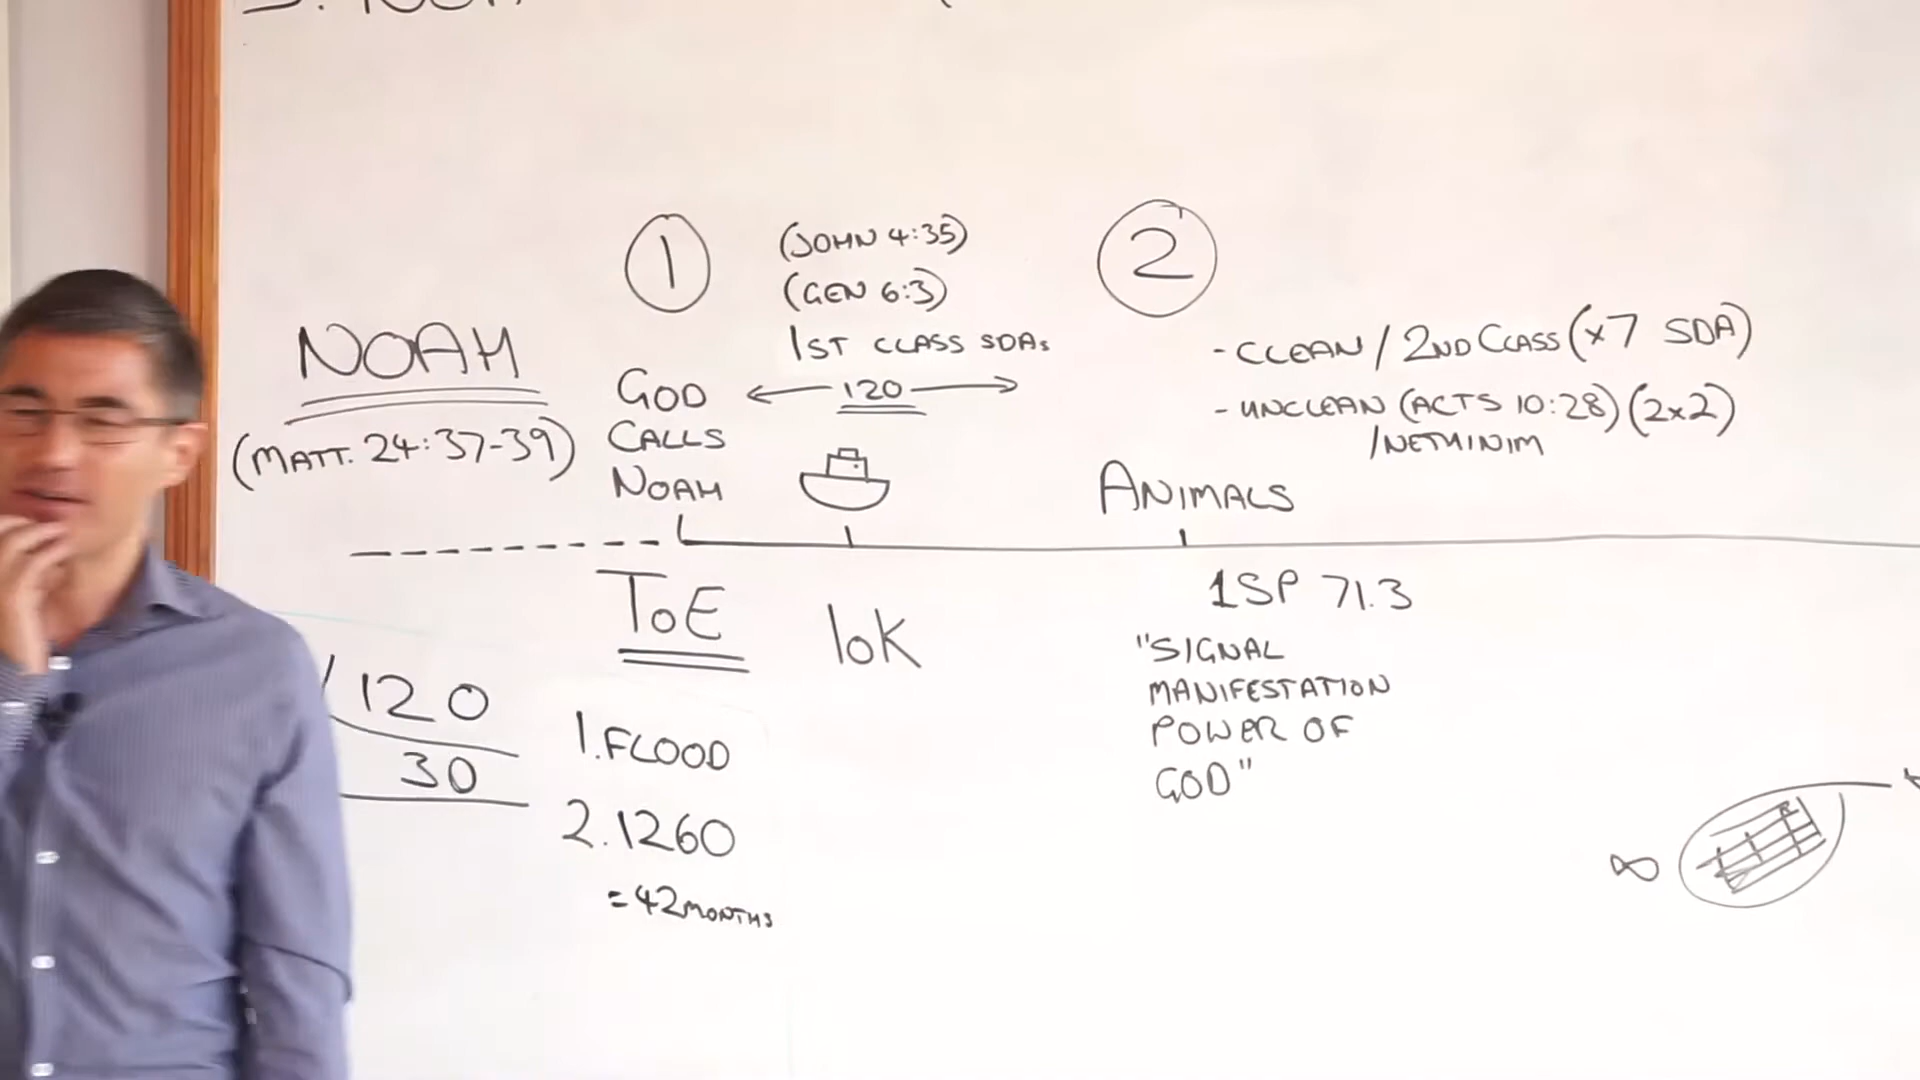 NOAH
(MATT. 24:37-39)
1
(JOHN 4:35)
(GEN 6:3)
1ST CLASS SDAs
GOD
CALLS
NOAH
120
2
-CLEAN / 2ND CLASS (x7 SDA)
-UNCLEAN (ACTS 10:28) (2x2)
/NETHINIM
ANIMALS
ToE
10K
120
30
1. FLOOD
2. 1260
= 42 MONTHS
1SP 71.3
"SIGNAL
MANIFESTATION
POWER OF
GOD"
∞